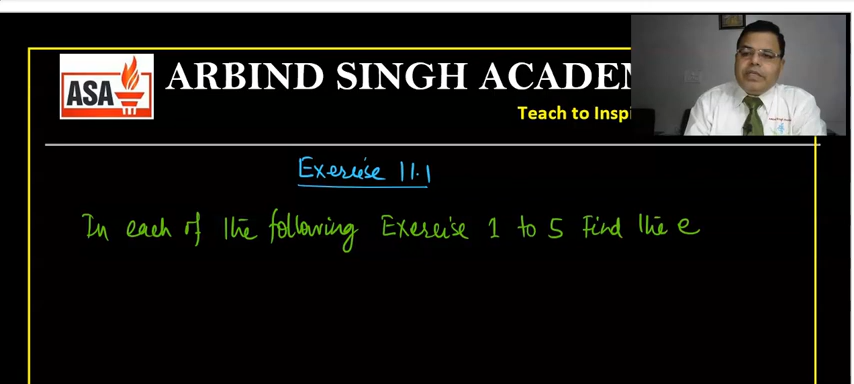 ASA
ARBIND SINGH ACADEM
Teach to Inspi
Exercise 11.1
In each of the following Exercise 1 to 5 Find the e